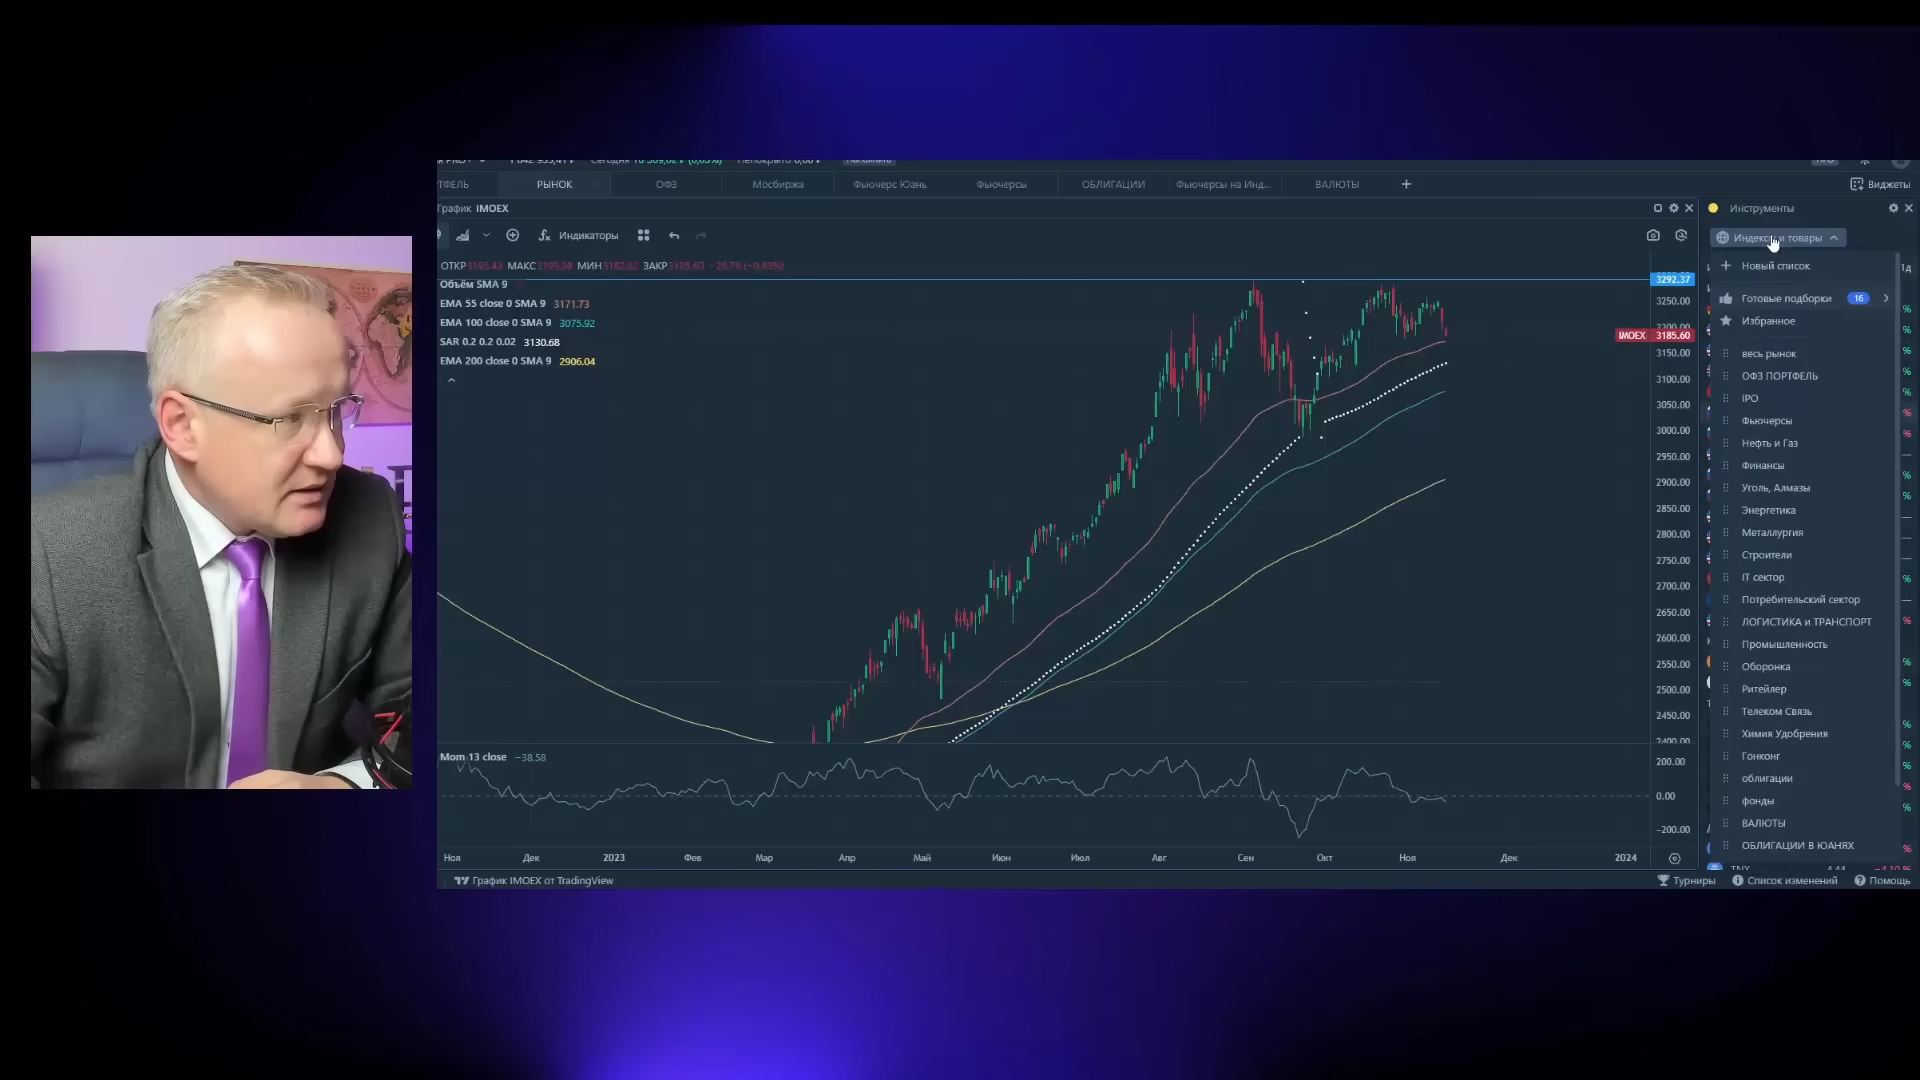 Сегодня
РЫНОК
ОФЗ
Мосбиржа
Фьючерс Юань
Фьючерсы
ОБЛИГАЦИИ
Фьючерсы на Инд...
ВАЛЮТЫ
Виджеты
График IMOEX
Инструменты
Индикаторы
Индексы и товары
ОТКР МАКС МИН ЗАКР
Объём SMA 9
EMA 55 close 0 SMA 9 3171.73
EMA 100 close 0 SMA 9 3075.92
SAR 0.2 0.2 0.02 3130.68
EMA 200 close 0 SMA 9 2906.04
3292.37
3250.00
IMOEX 3185.60
3150.00
3100.00
3050.00
3000.00
2950.00
2900.00
2850.00
2800.00
2750.00
2700.00
2650.00
2600.00
2550.00
2500.00
2450.00
2400.00
Новый список
Готовые подборки 16
Избранное
весь рынок
ОФЗ ПОРТФЕЛЬ
IPO
Фьючерсы
Нефть и Газ
Финансы
Уголь, Алмазы
Энергетика
Металлургия
Строители
IT сектор
Потребительский сектор
ЛОГИСТИКА и ТРАНСПОРТ
Промышленность
Оборонка
Ритейлер
Телеком Связь
Химия Удобрения
Гонконг
облигации
фонды
ВАЛЮТЫ
ОБЛИГАЦИИ В ЮАНЯХ
Mom 13 close −38.58
200.00
0.00
−200.00
Ноя Дек 2023 Фев Мар Апр Май Июн Июл Авг Сен Окт Ноя Дек 2024
График IMOEX от TradingView
Турниры
Список изменений
Помощь